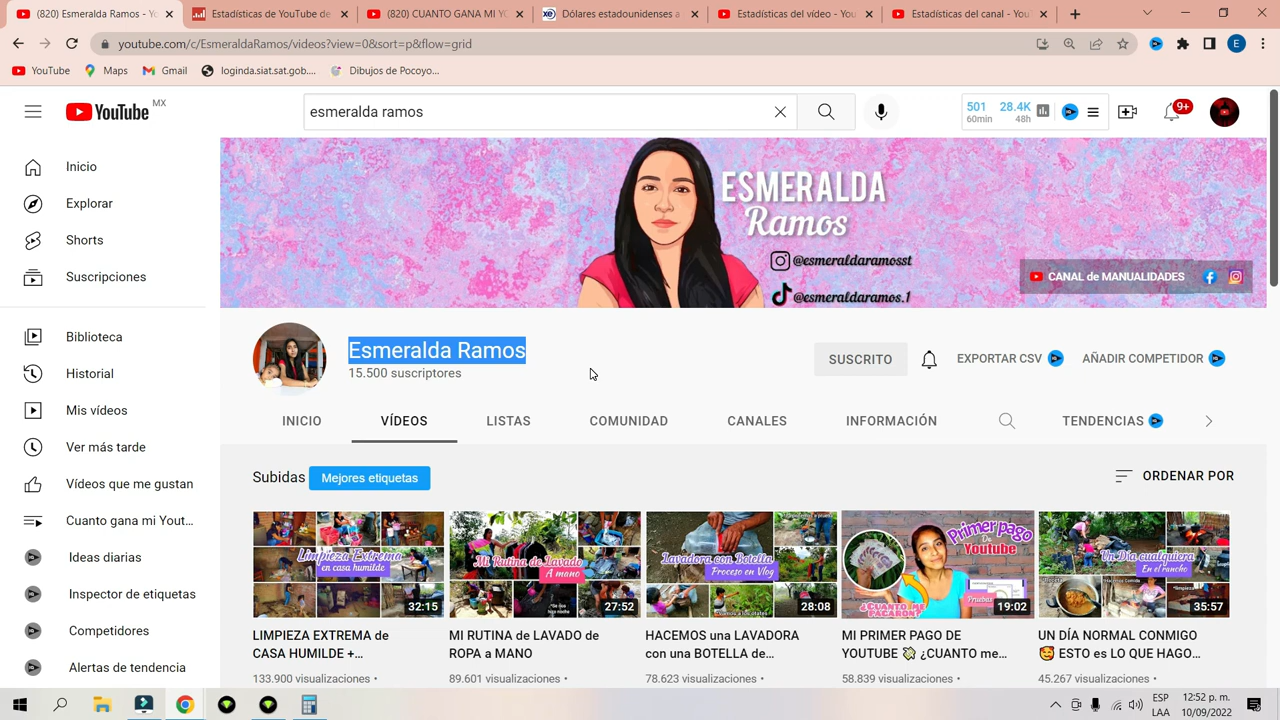 (820) Esmeralda Ramos - Yo
Estadísticas de YouTube de
(820) CUANTO GANA MI YO
Dólares estadounidenses a
Estadísticas del vídeo - You
Estadísticas del canal - You
youtube.com/c/EsmeraldaRamos/videos?view=0&sort=p&flow=grid
YouTube
Maps
Gmail
loginda.siat.sat.gob....
Dibujos de Pocoyo...
YouTube MX
esmeralda ramos
501 28.4K
60min 48h
9+
Inicio
Explorar
Shorts
Suscripciones
Biblioteca
Historial
Mis vídeos
Ver más tarde
Vídeos que me gustan
Cuanto gana mi Yout...
Ideas diarias
Inspector de etiquetas
Competidores
Alertas de tendencia
ESMERALDA
Ramos
@esmeraldaramosst
@esmeraldaramos.1
CANAL de MANUALIDADES
Esmeralda Ramos
15.500 suscriptores
SUSCRITO
EXPORTAR CSV
AÑADIR COMPETIDOR
INICIO
VÍDEOS
LISTAS
COMUNIDAD
CANALES
INFORMACIÓN
TENDENCIAS
Subidas
Mejores etiquetas
ORDENAR POR
Limpieza Extrema
en casa humilde
32:15
LIMPIEZA EXTREMA de
CASA HUMILDE +...
133.900 visualizaciones •
Mi Rutina de Lavado
A mano
27:52
MI RUTINA de LAVADO de
ROPA a MANO
89.601 visualizaciones •
Lavadora con Botella
Proceso en Vlog
28:08
HACEMOS una LAVADORA
con una BOTELLA de...
78.623 visualizaciones •
Primer pago
De
Youtube
¿CUANTO ME
PAGARON?
Pruebas
19:02
MI PRIMER PAGO DE
YOUTUBE 💸 ¿CUANTO me...
58.839 visualizaciones •
Un Día cualquiera
En el rancho
35:57
UN DÍA NORMAL CONMIGO
🥰 ESTO es LO QUE HAGO...
45.267 visualizaciones •
ESP
LAA
12:52 p. m.
10/09/2022